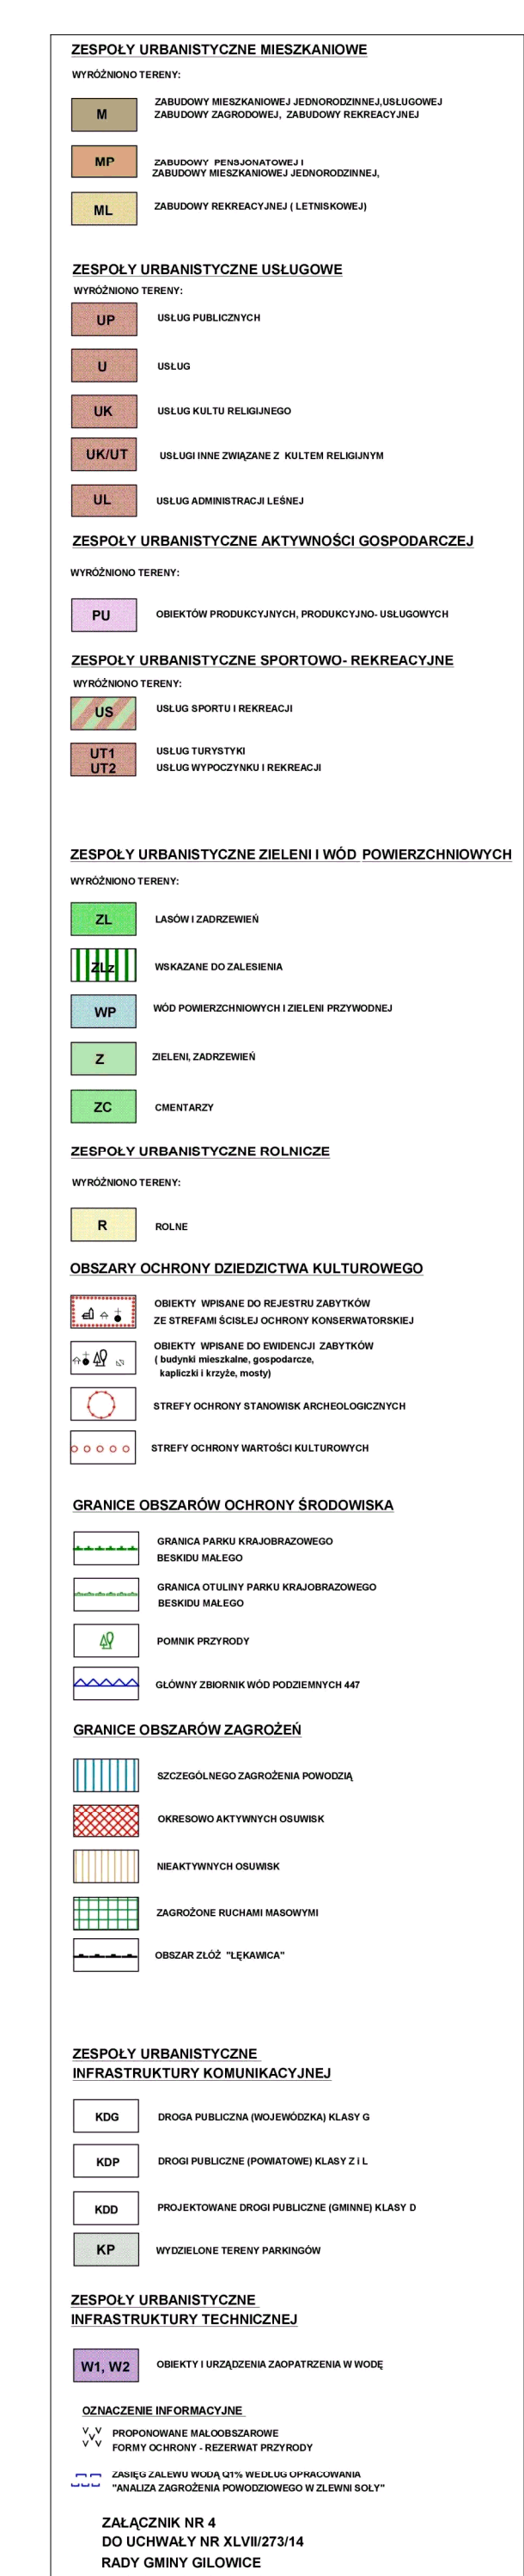 ZESPOŁY URBANISTYCZNE MIESZKANIOWE
WYRÓŻNIONO TERENY:
M
ZABUDOWY MIESZKANIOWEJ JEDNORODZINNEJ,USŁUGOWEJ
ZABUDOWY ZAGRODOWEJ, ZABUDOWY REKREACYJNEJ
MP
ZABUDOWY PENSJONATOWEJ I
ZABUDOWY MIESZKANIOWEJ JEDNORODZINNEJ,
ML
ZABUDOWY REKREACYJNEJ ( LETNISKOWEJ)
ZESPOŁY URBANISTYCZNE USŁUGOWE
WYRÓŻNIONO TERENY:
UP
USŁUG PUBLICZNYCH
U
USŁUG
UK
USŁUG KULTU RELIGIJNEGO
UK/UT
USŁUGI INNE ZWIĄZANE Z KULTEM RELIGIJNYM
UL
USŁUG ADMINISTRACJI LEŚNEJ
ZESPOŁY URBANISTYCZNE AKTYWNOŚCI GOSPODARCZEJ
WYRÓŻNIONO TERENY:
PU
OBIEKTÓW PRODUKCYJNYCH, PRODUKCYJNO- USŁUGOWYCH
ZESPOŁY URBANISTYCZNE SPORTOWO- REKREACYJNE
WYRÓŻNIONO TERENY:
US
USŁUG SPORTU I REKREACJI
UT1
USŁUG TURYSTYKI
UT2
USŁUG WYPOCZYNKU I REKREACJI
ZESPOŁY URBANISTYCZNE ZIELENI I WÓD POWIERZCHNIOWYCH
WYRÓŻNIONO TERENY:
ZL
LASÓW I ZADRZEWIEŃ
ZLz
WSKAZANE DO ZALESIENIA
WP
WÓD POWIERZCHNIOWYCH I ZIELENI PRZYWODNEJ
Z
ZIELENI, ZADRZEWIEŃ
ZC
CMENTARZY
ZESPOŁY URBANISTYCZNE ROLNICZE
WYRÓŻNIONO TERENY:
R
ROLNE
OBSZARY OCHRONY DZIEDZICTWA KULTUROWEGO
OBIEKTY WPISANE DO REJESTRU ZABYTKÓW
ZE STREFAMI ŚCISŁEJ OCHRONY KONSERWATORSKIEJ
OBIEKTY WPISANE DO EWIDENCJI ZABYTKÓW
( budynki mieszkalne, gospodarcze,
kapliczki i krzyże, mosty)
STREFY OCHRONY STANOWISK ARCHEOLOGICZNYCH
STREFY OCHRONY WARTOŚCI KULTUROWYCH
GRANICE OBSZARÓW OCHRONY ŚRODOWISKA
GRANICA PARKU KRAJOBRAZOWEGO
BESKIDU MAŁEGO
GRANICA OTULINY PARKU KRAJOBRAZOWEGO
BESKIDU MAŁEGO
POMNIK PRZYRODY
GŁÓWNY ZBIORNIK WÓD PODZIEMNYCH 447
GRANICE OBSZARÓW ZAGROŻEŃ
SZCZEGÓLNEGO ZAGROŻENIA POWODZIĄ
OKRESOWO AKTYWNYCH OSUWISK
NIEAKTYWNYCH OSUWISK
ZAGROŻONE RUCHAMI MASOWYMI
OBSZAR ZŁÓŻ "ŁĘKAWICA"
ZESPOŁY URBANISTYCZNE
INFRASTRUKTURY KOMUNIKACYJNEJ
KDG
DROGA PUBLICZNA (WOJEWÓDZKA) KLASY G
KDP
DROGI PUBLICZNE (POWIATOWE) KLASY Z i L
KDD
PROJEKTOWANE DROGI PUBLICZNE (GMINNE) KLASY D
KP
WYDZIELONE TERENY PARKINGÓW
ZESPOŁY URBANISTYCZNE
INFRASTRUKTURY TECHNICZNEJ
W1, W2
OBIEKTY I URZĄDZENIA ZAOPATRZENIA W WODĘ
OZNACZENIE INFORMACYJNE
PROPONOWANE MAŁOOBSZAROWE
FORMY OCHRONY - REZERWAT PRZYRODY
ZASIĘG ZALEWU WODĄ Q1% WEDŁUG OPRACOWANIA
"ANALIZA ZAGROŻENIA POWODZIOWEGO W ZLEWNI SOŁY"
ZAŁĄCZNIK NR 4
DO UCHWAŁY NR XLVII/273/14
RADY GMINY GILOWICE